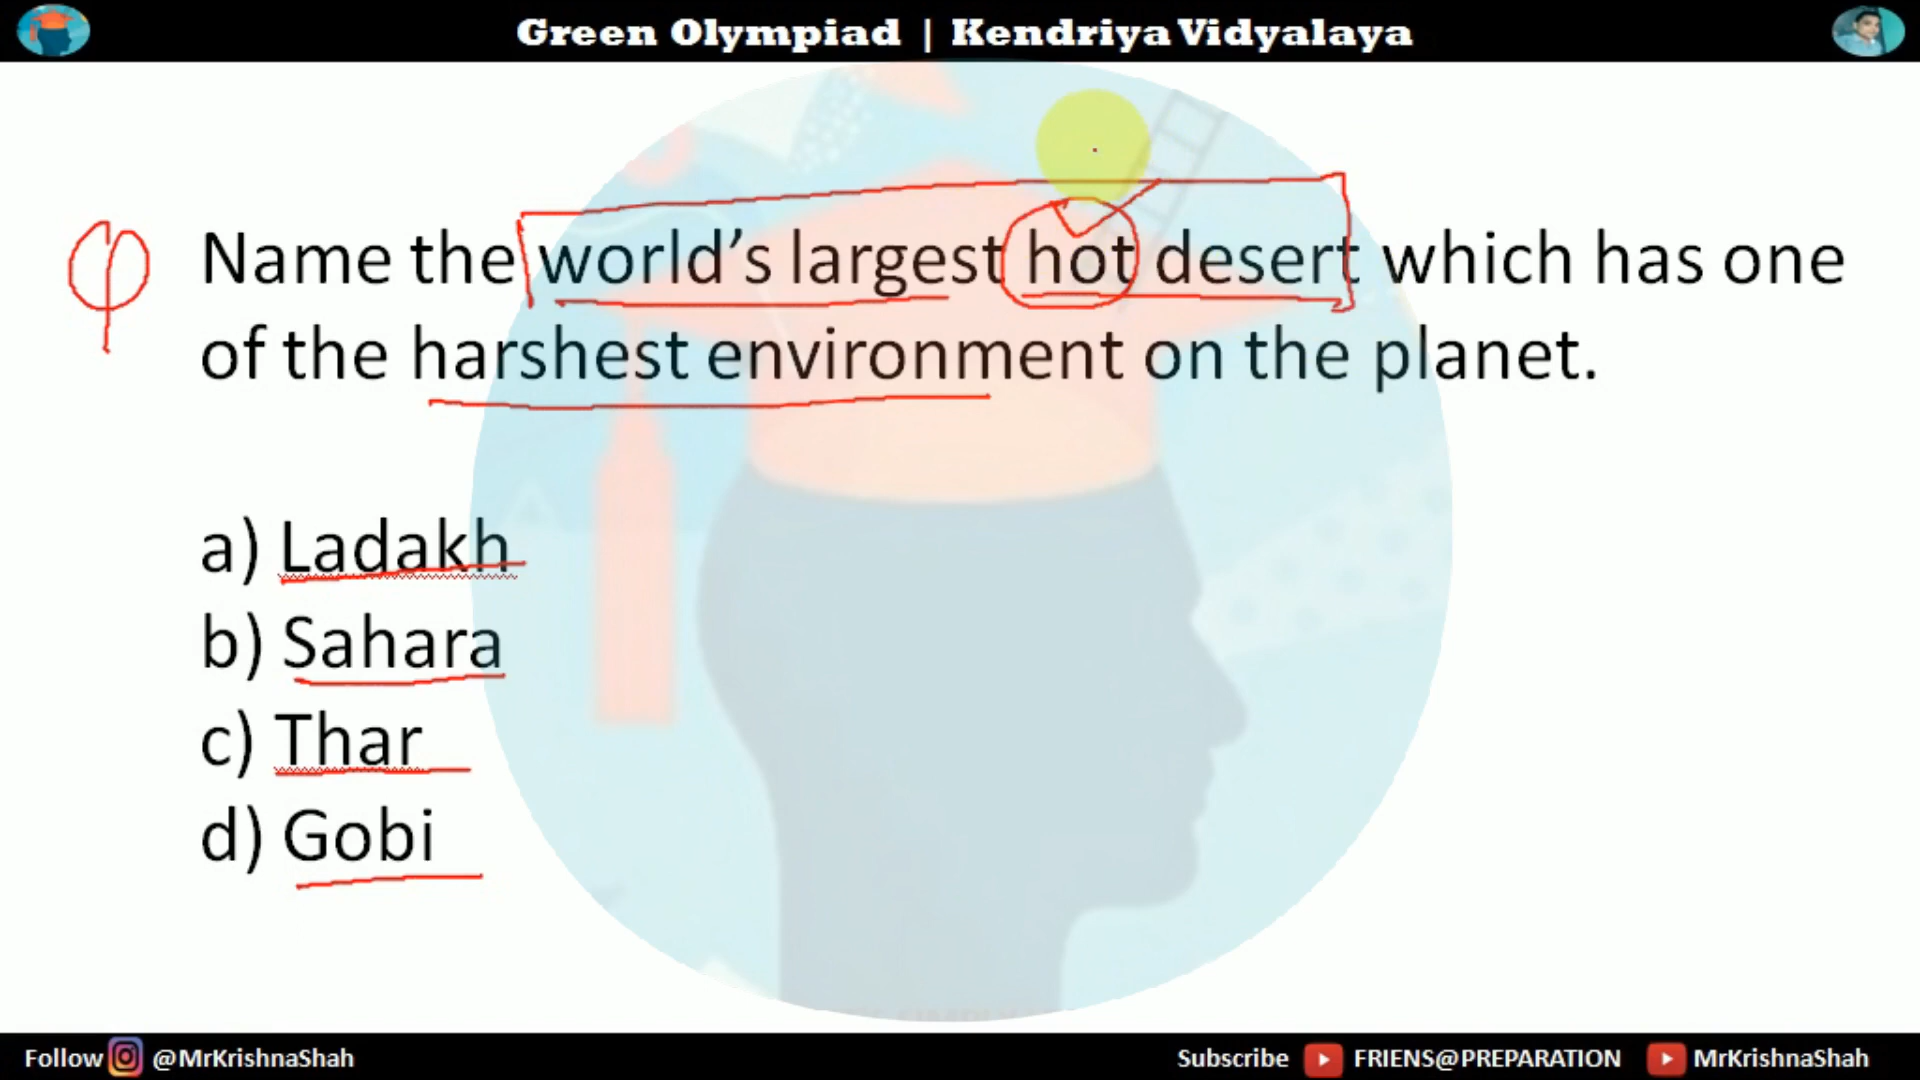 Green Olympiad | Kendriya Vidyalaya
Name the world’s largest hot desert which has one
of the harshest environment on the planet.
a) Ladakh
b) Sahara
c) Thar
d) Gobi
Follow @MrKrishnaShah
Subscribe FRIENS@PREPARATION MrKrishnaShah